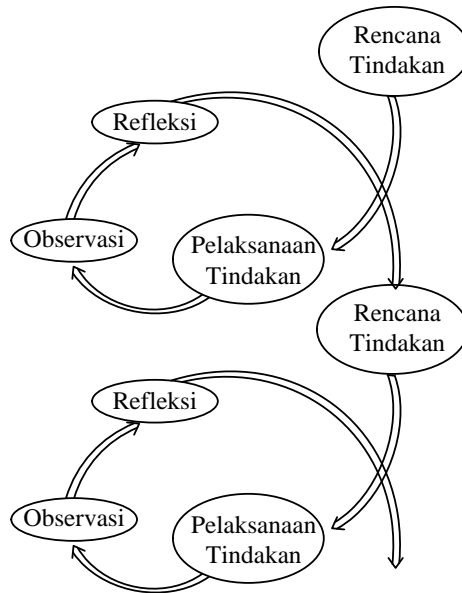 Rencana
Tindakan
Refleksi
Observasi
Pelaksanaan
Tindakan
Rencana
Tindakan
Refleksi
Observasi
Pelaksanaan
Tindakan